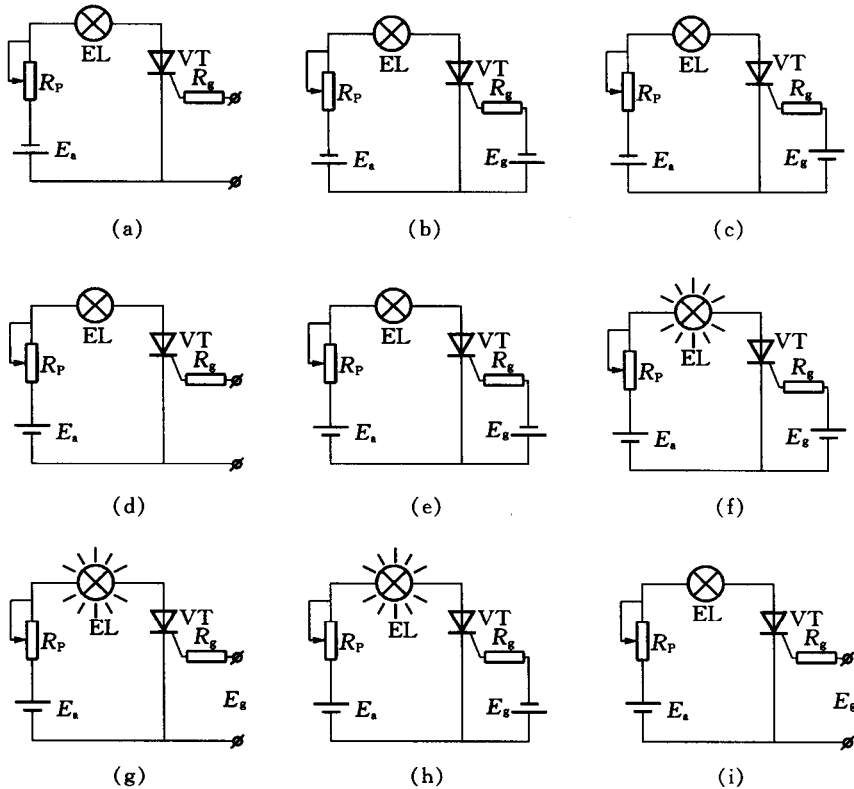 EL VT
R_P R_g
E_a
(a)
EL VT
R_P R_g
E_a E_g
(b)
EL VT
R_P R_g
E_a E_g
(c)
EL VT
R_P R_g
E_a
(d)
EL VT
R_P R_g
E_a E_g
(e)
EL VT
R_P R_g
E_a E_g
(f)
EL VT
R_P R_g
E_a E_g
(g)
EL VT
R_P R_g
E_a E_g
(h)
EL VT
R_P R_g
E_a E_g
(i)